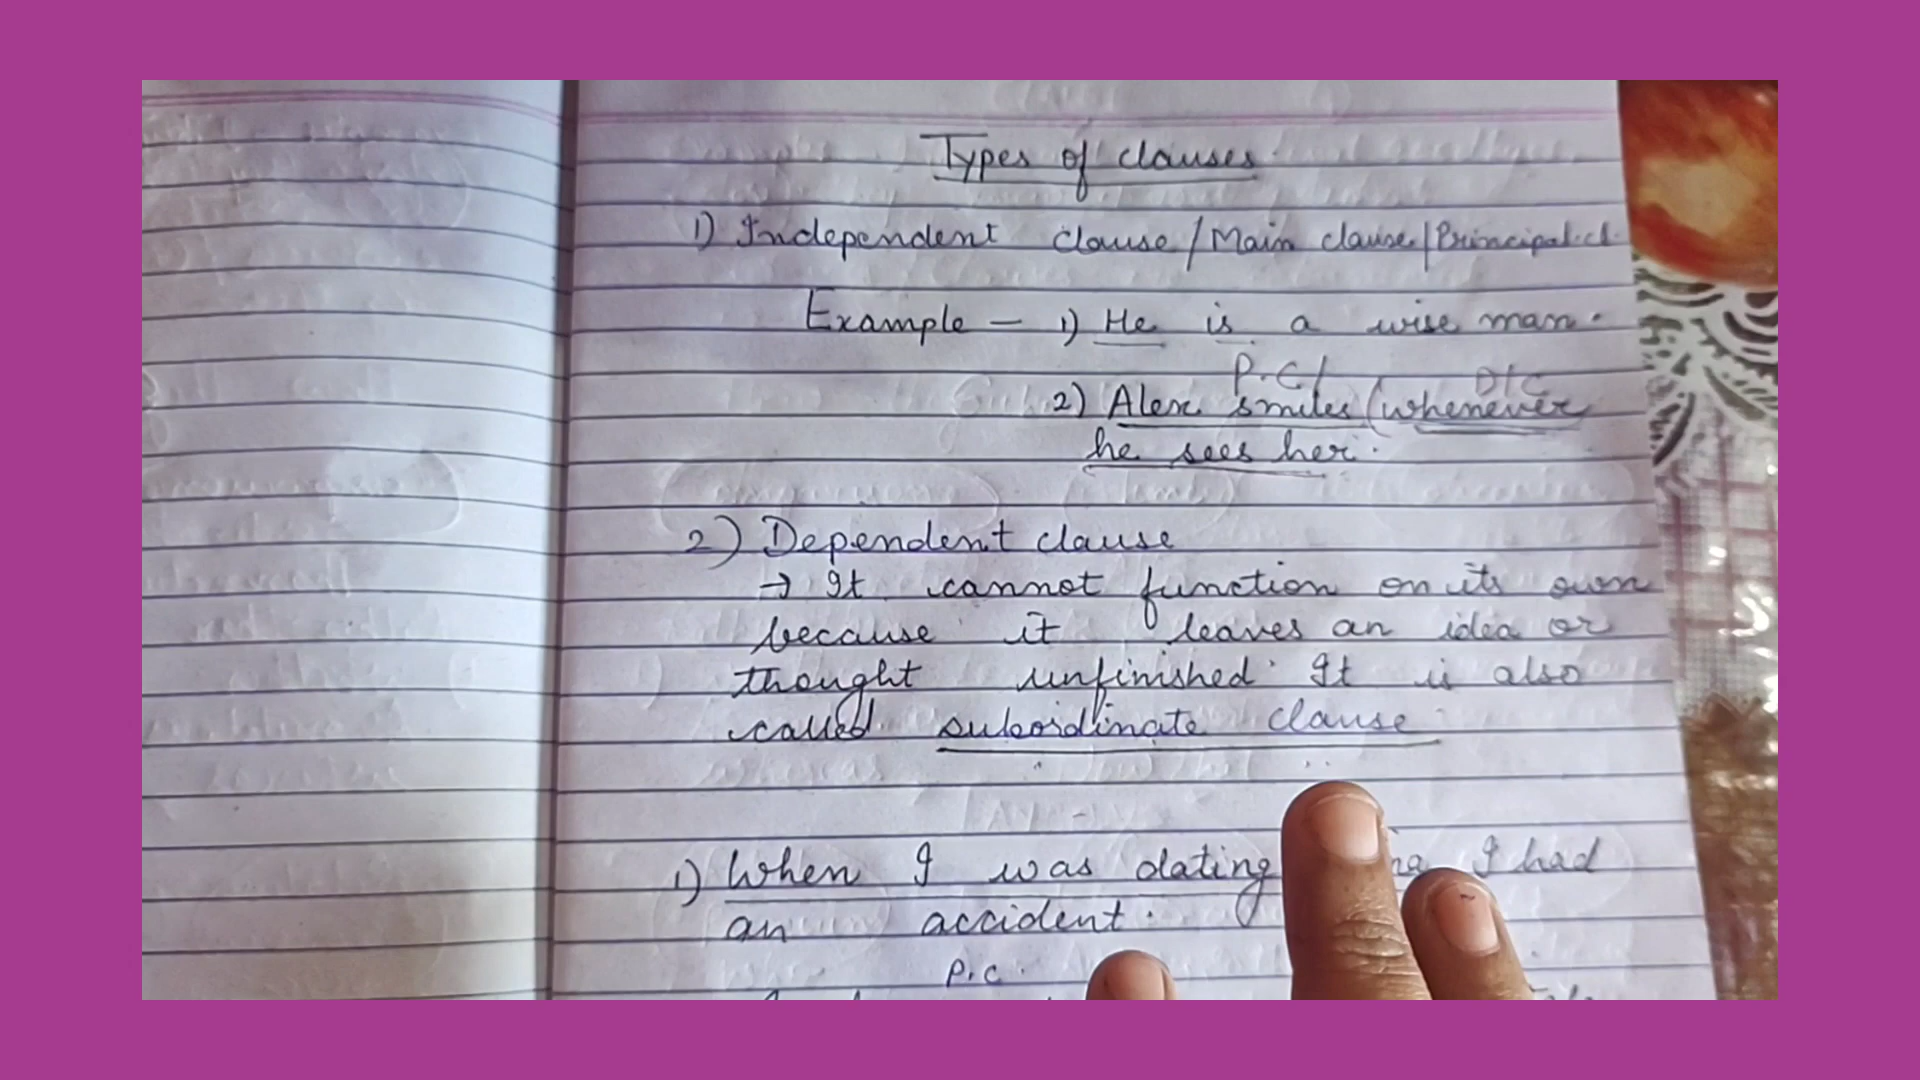 Types of clauses.
1) Independent clause/Main clause/Principal.cl.
Example - 1) He is a wise man.
P.C/ D/C
2) Alex smiles (whenever
he sees her.
2) Dependent clause
→ It cannot function on its own
because it leaves an idea or
thought unfinished. It is also
called subordinate clause
1) When I was dating I had
an accident.
P.C.